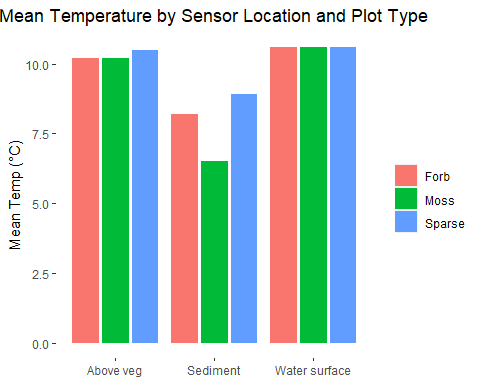 Mean Temperature by Sensor Location and Plot Type
Mean Temp (°C)
10.0
7.5
5.0
2.5
0.0
Above veg
Sediment
Water surface
Forb
Moss
Sparse